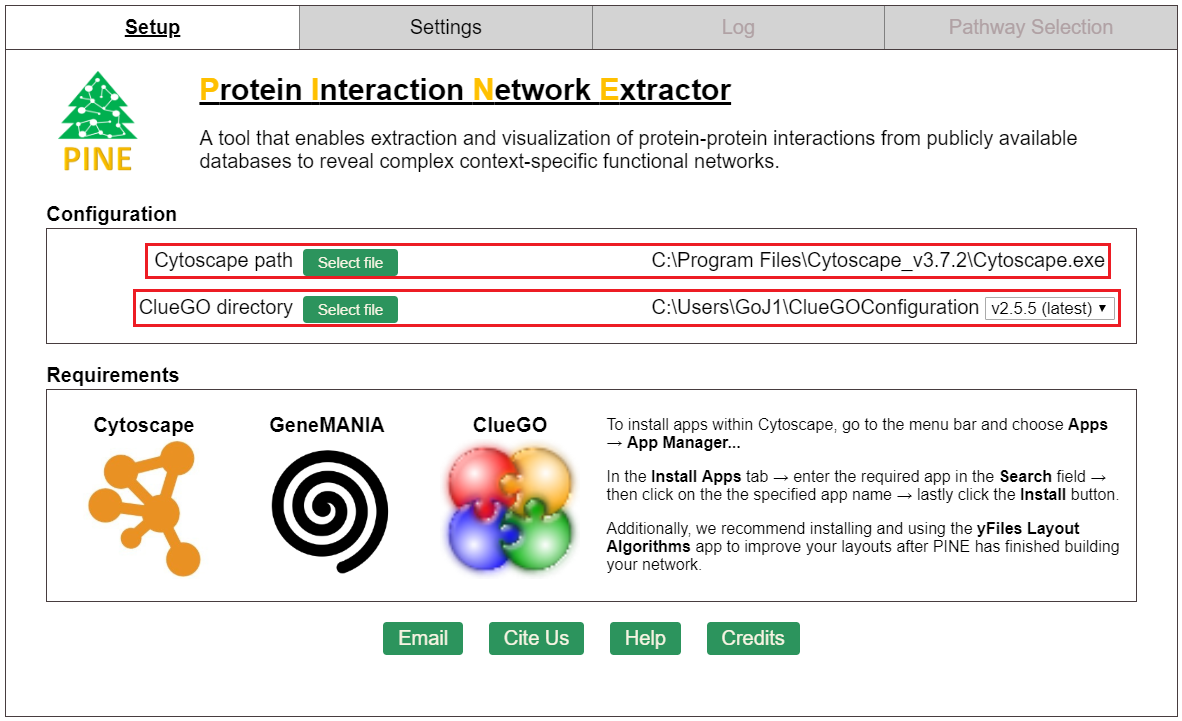 Setup
Settings
Log
Pathway Selection
PINE
Protein Interaction Network Extractor
A tool that enables extraction and visualization of protein-protein interactions from publicly available
databases to reveal complex context-specific functional networks.
Configuration
Cytoscape path Select file C:\Program Files\Cytoscape_v3.7.2\Cytoscape.exe
ClueGO directory Select file C:\Users\GoJ1\ClueGOConfiguration v2.5.5 (latest) ▼
Requirements
Cytoscape
GeneMANIA
ClueGO
To install apps within Cytoscape, go to the menu bar and choose Apps
→ App Manager...
In the Install Apps tab → enter the required app in the Search field →
then click on the the specified app name → lastly click the Install button.
Additionally, we recommend installing and using the yFiles Layout
Algorithms app to improve your layouts after PINE has finished building
your network.
Email
Cite Us
Help
Credits